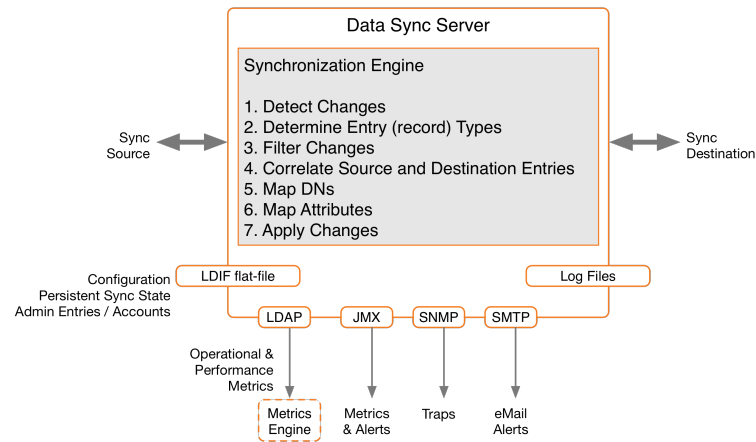 Data Sync Server
Synchronization Engine
1. Detect Changes
2. Determine Entry (record) Types
3. Filter Changes
4. Correlate Source and Destination Entries
5. Map DNs
6. Map Attributes
7. Apply Changes
Sync
Source
Sync
Destination
Configuration
Persistent Sync State
Admin Entries / Accounts
LDIF flat-file
Log Files
LDAP
JMX
SNMP
SMTP
Operational &
Performance
Metrics
Metrics
Engine
Metrics
& Alerts
Traps
eMail
Alerts